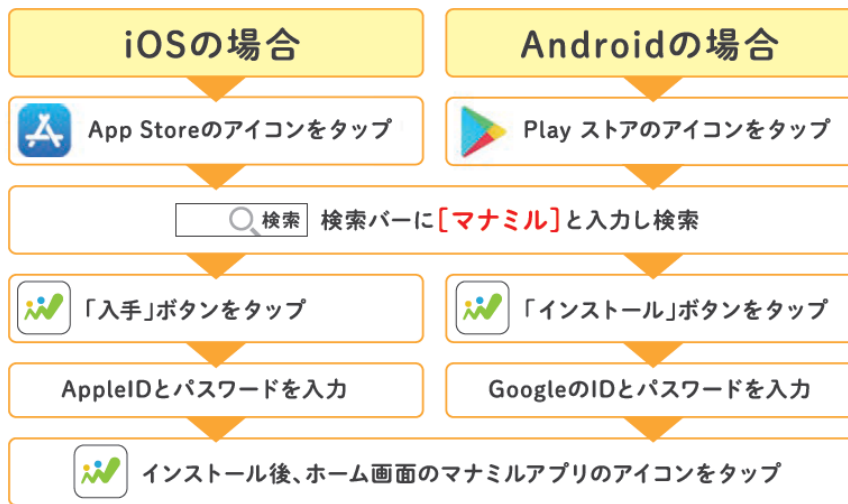 iOSの場合
Androidの場合
App Storeのアイコンをタップ
Play ストアのアイコンをタップ
検索 検索バーに[マナミル]と入力し検索
「入手」ボタンをタップ
「インストール」ボタンをタップ
AppleIDとパスワードを入力
GoogleのIDとパスワードを入力
インストール後、ホーム画面のマナミルアプリのアイコンをタップ